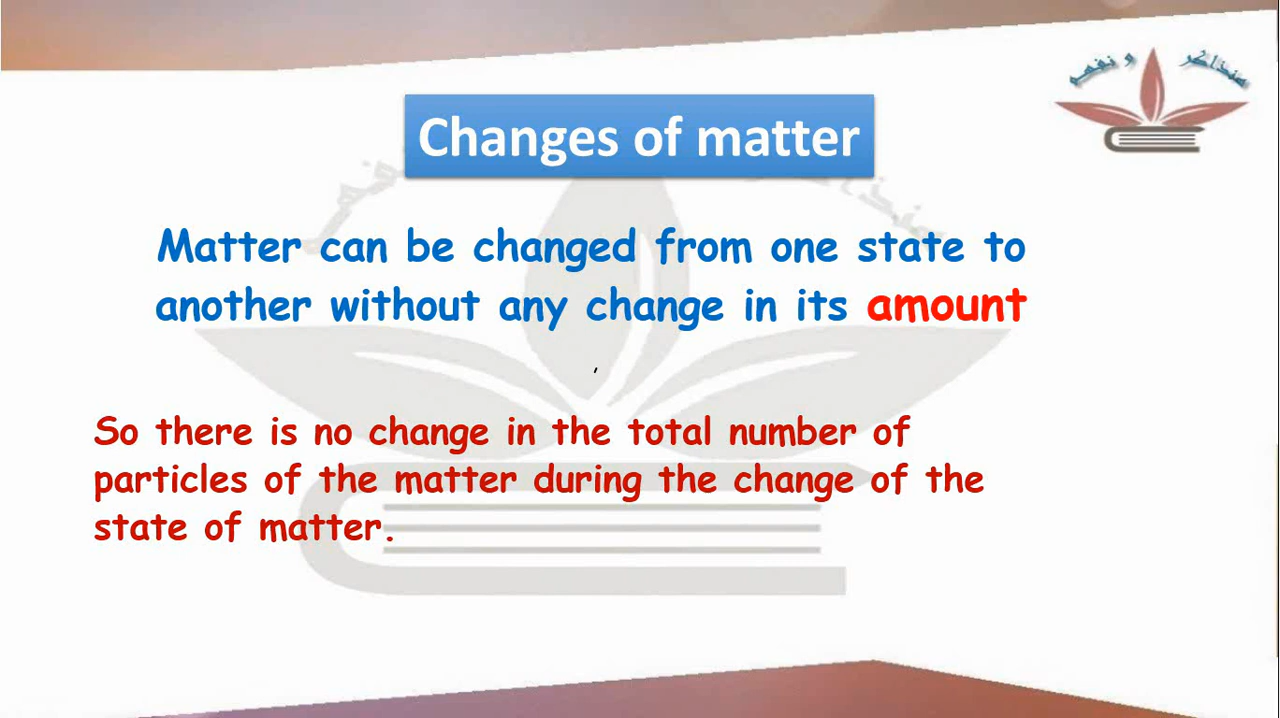 هنذاكر و نفهم
Changes of matter
Matter can be changed from one state to
another without any change in its amount
,
So there is no change in the total number of
particles of the matter during the change of the
state of matter.